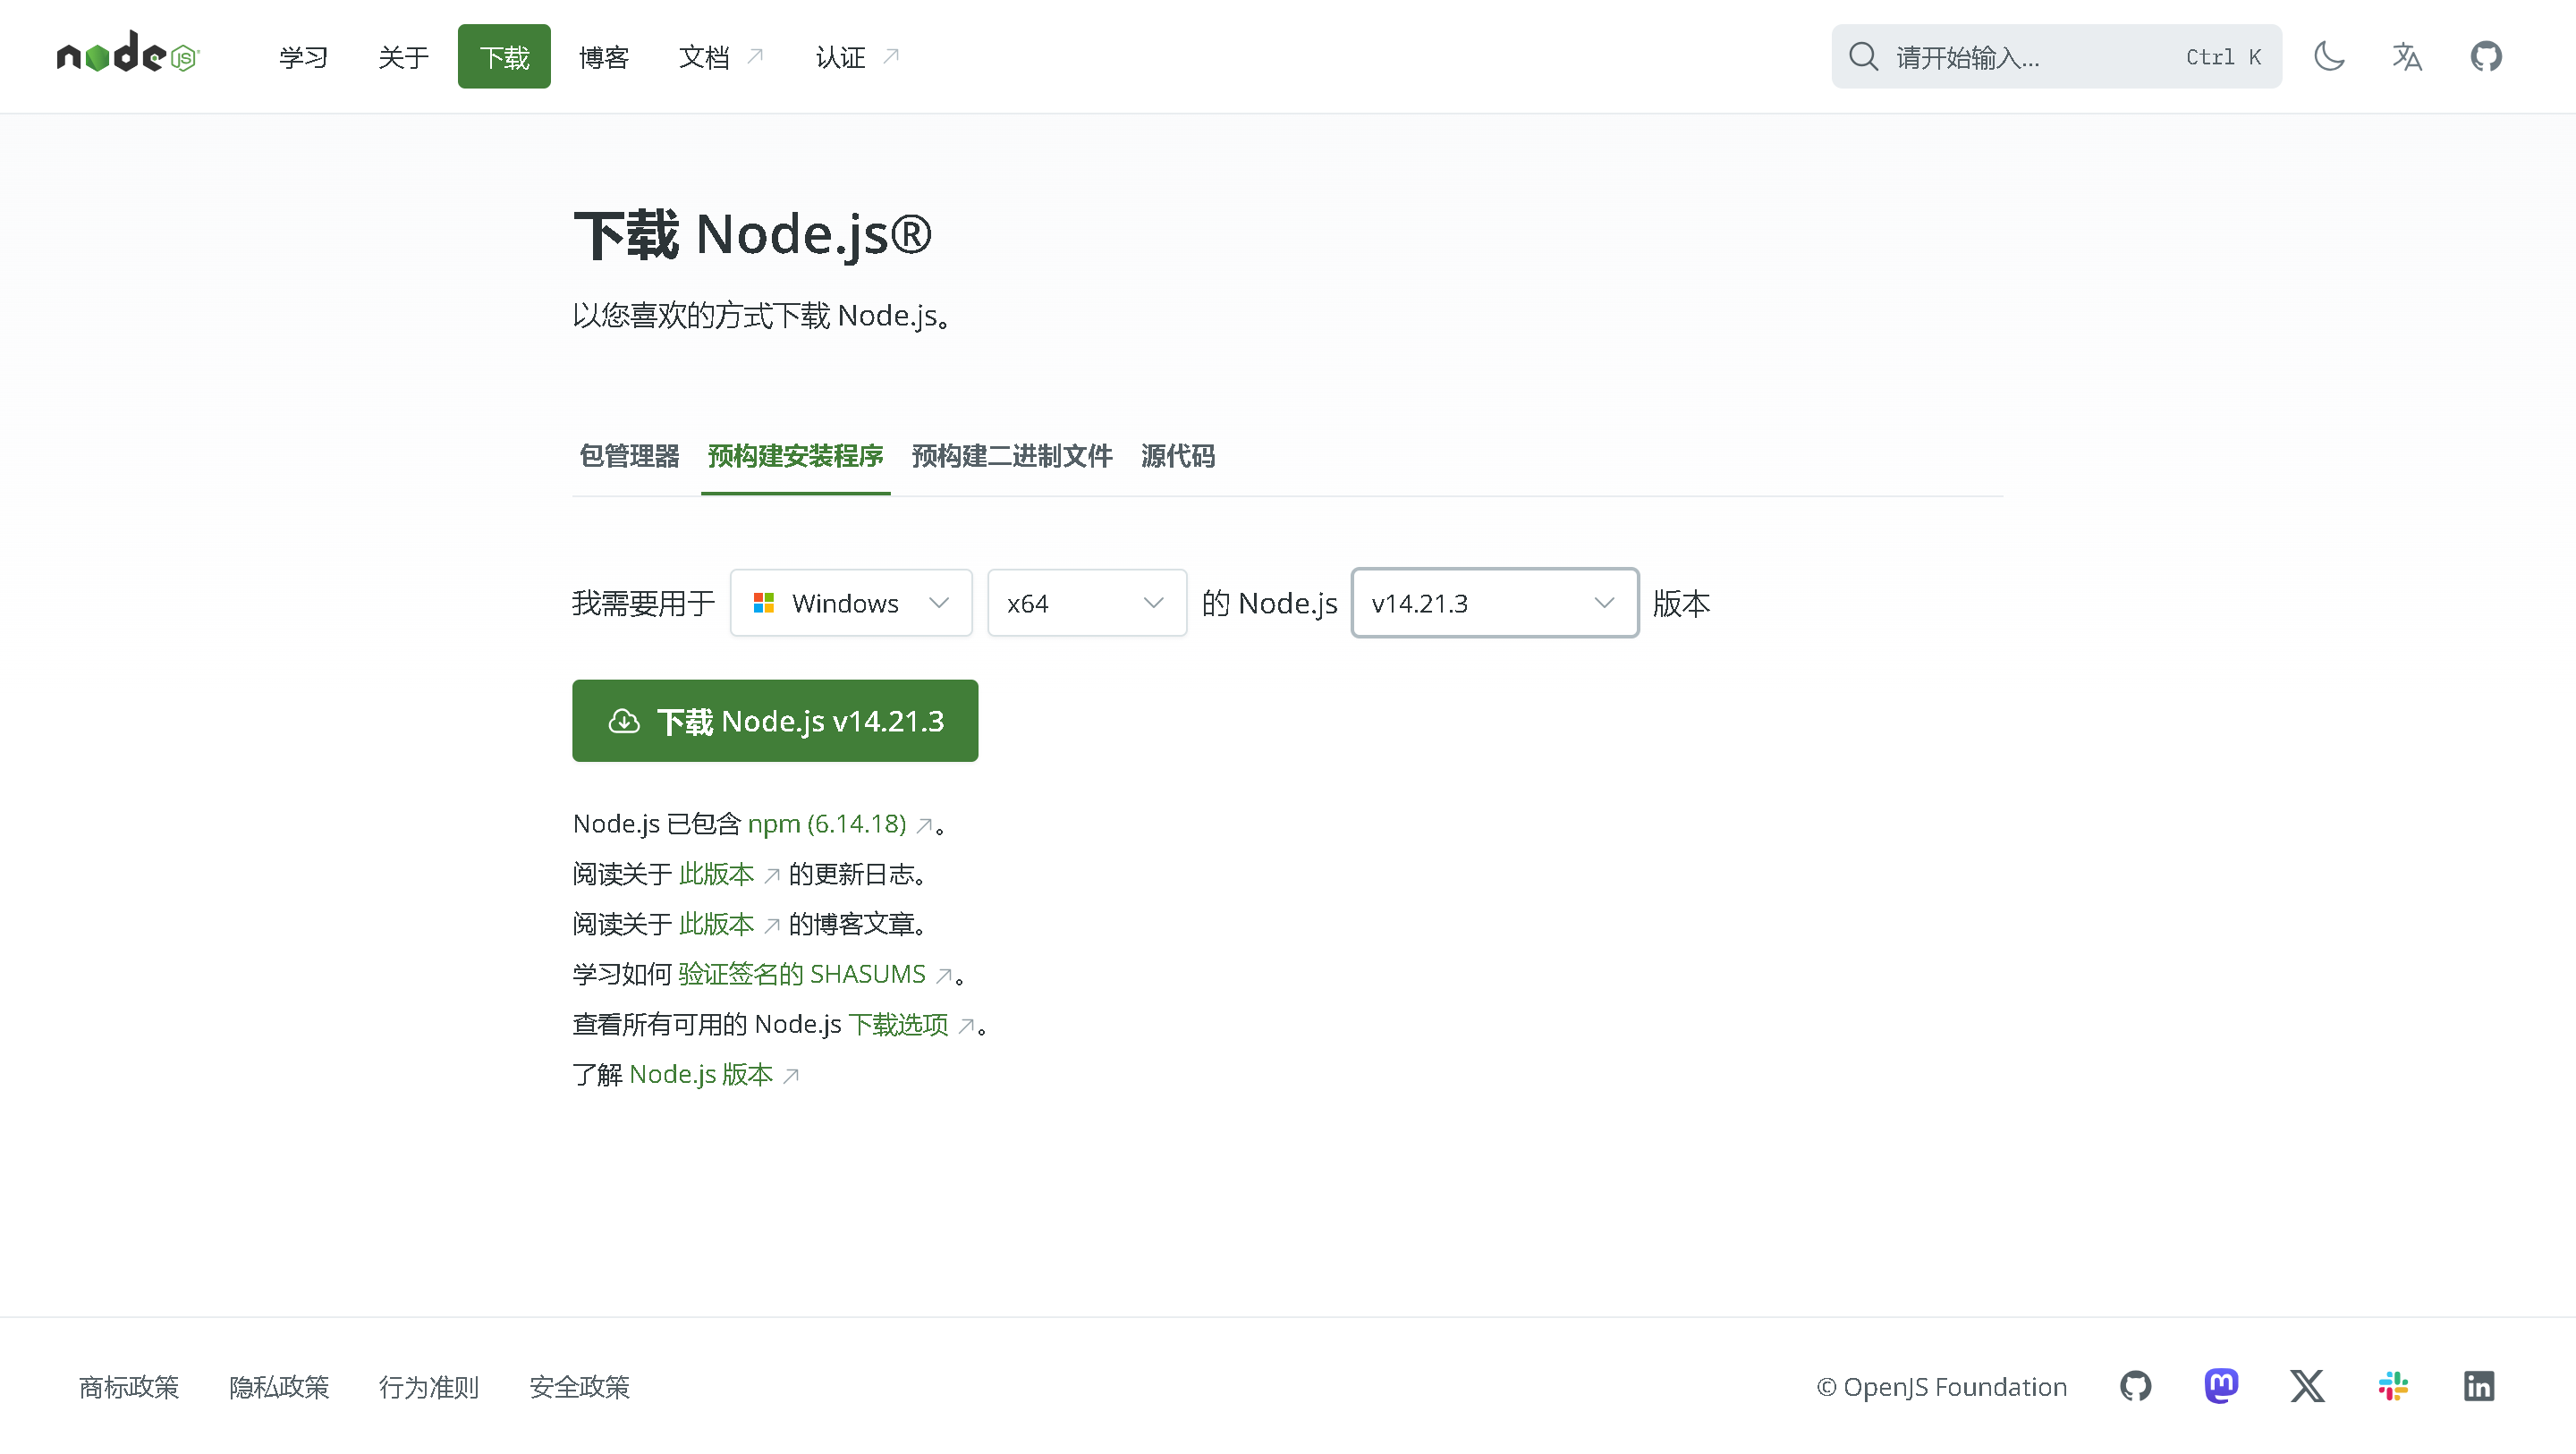 node JS
学习 关于 下载 博客 文档 认证
请开始输入... Ctrl K
下载 Node.js®
以您喜欢的方式下载 Node.js。
包管理器 预构建安装程序 预构建二进制文件 源代码
我需要用于 Windows x64 的 Node.js v14.21.3 版本
下载 Node.js v14.21.3
Node.js 已包含 npm (6.14.18) 。
阅读关于 此版本 的更新日志。
阅读关于 此版本 的博客文章。
学习如何 验证签名的 SHASUMS 。
查看所有可用的 Node.js 下载选项 。
了解 Node.js 版本
商标政策 隐私政策 行为准则 安全政策
© OpenJS Foundation